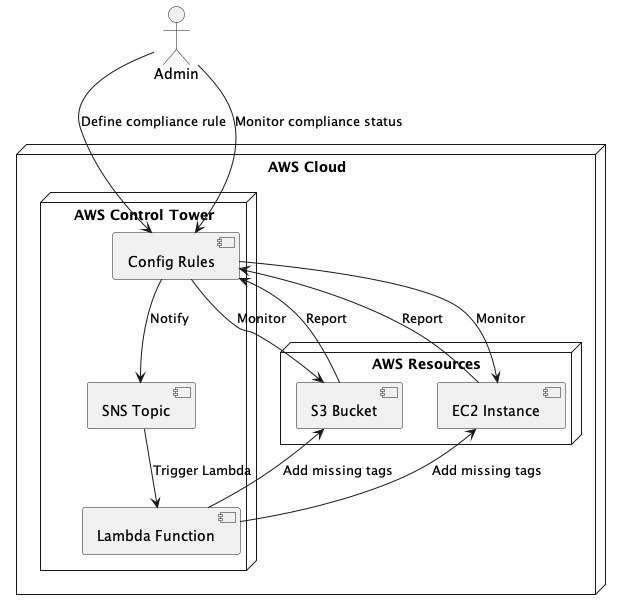 Admin
Define compliance rule
Monitor compliance status
AWS Cloud
AWS Control Tower
Config Rules
Notify
Monitor
Report
Report
Monitor
AWS Resources
SNS Topic
S3 Bucket
EC2 Instance
Trigger Lambda
Add missing tags
Add missing tags
Lambda Function